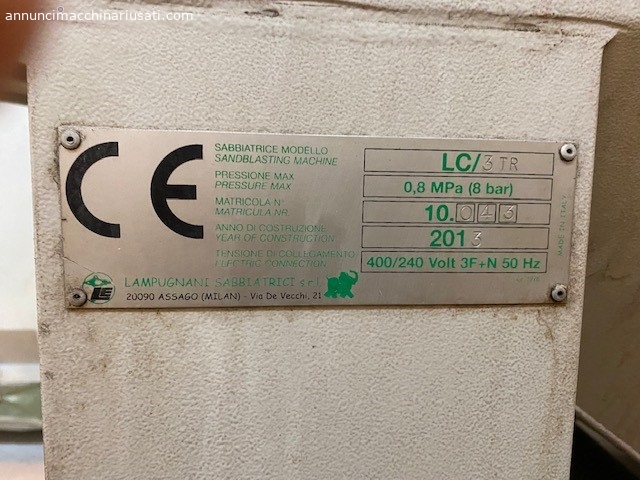 annuncimacchinariusati.com
CE
SABBIATRICE MODELLO
SANDBLASTING MACHINE
LC/3 TR
PRESSIONE MAX
PRESSURE MAX
0,8 MPa (8 bar)
MATRICOLA N°
MATRICULA NR
10.043
ANNO DI COSTRUZIONE
YEAR OF CONSTRUCTION
2013
TENSIONE DI COLLEGAMENTO
ELECTRIC CONNECTION
400/240 Volt 3F+N 50 Hz
MADE IN ITALY
LAMPUGNANI SABBIATRICI s.r.l.
20090 ASSAGO (MILAN) - Via De Vecchi, 21